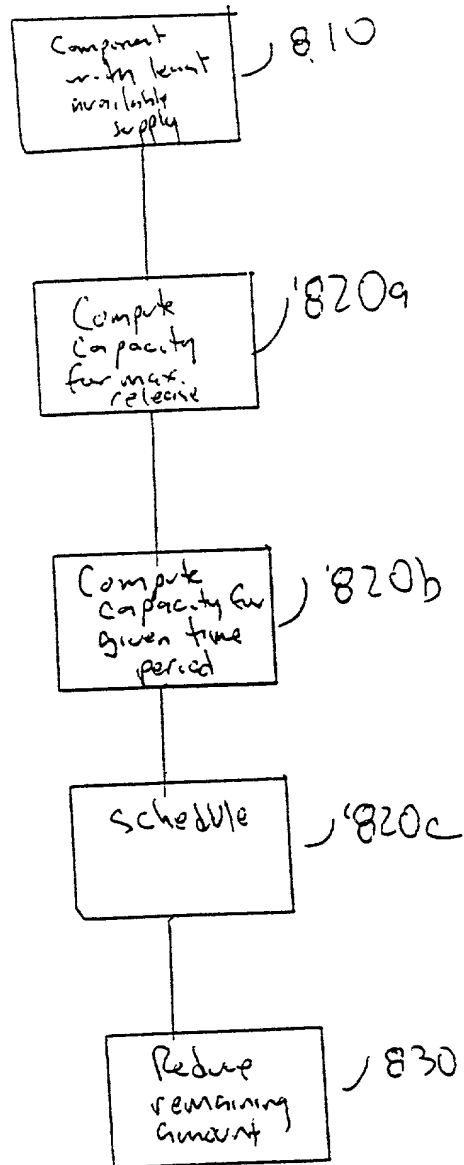 Component
with least
available
supply
810
Compute
capacity
for max.
release
820a
Compute
capacity for
given time
period
820b
schedule
820c
Reduce
remaining
amount
830